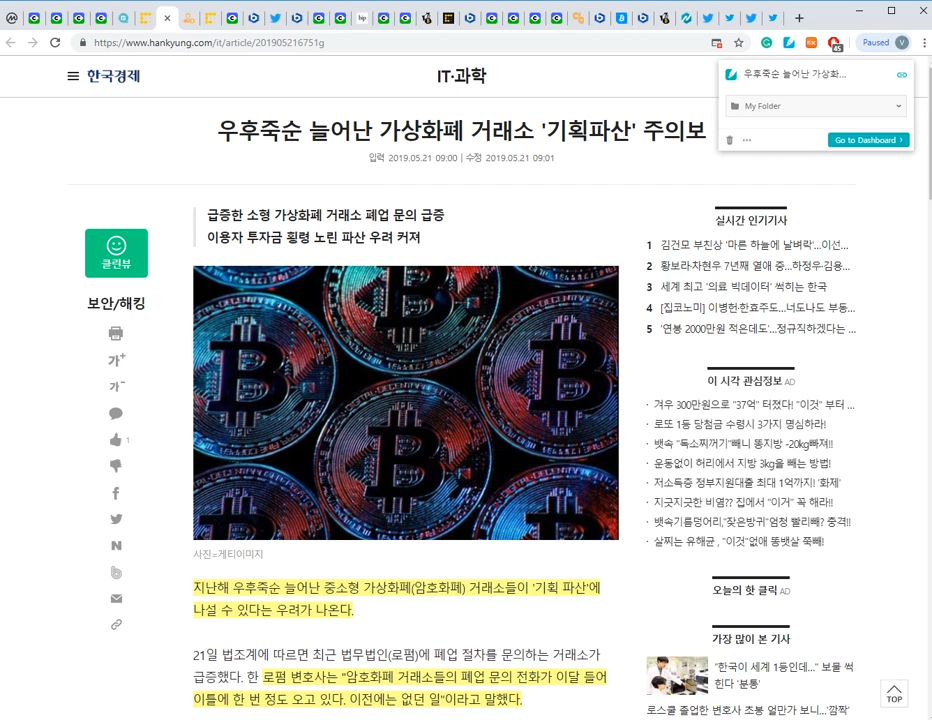 https://www.hankyung.com/it/article/201905216751g
45
Paused
V
한국경제
IT·과학
우후죽순 늘어난 가상화...
My Folder
Go to Dashboard
우후죽순 늘어난 가상화폐 거래소 '기획파산' 주의보
입력 2019.05.21 09:00 | 수정 2019.05.21 09:01
클린뷰
보안/해킹
가+
가-
1
급증한 소형 가상화폐 거래소 폐업 문의 급증
이용자 투자금 횡령 노린 파산 우려 커져
사진=게티이미지
지난해 우후죽순 늘어난 중소형 가상화폐(암호화폐) 거래소들이 '기획 파산'에
나설 수 있다는 우려가 나온다.
21일 법조계에 따르면 최근 법무법인(로펌)에 폐업 절차를 문의하는 거래소가
급증했다. 한 로펌 변호사는 "암호화폐 거래소들의 폐업 문의 전화가 이달 들어
이틀에 한 번 정도 오고 있다. 이전에는 없던 일"이라고 말했다.
실시간 인기기사
1 김건모 부친상 '마른 하늘에 날벼락'...이선...
2 황보라·차현우 7년째 열애 중...하정우·김용...
3 세계 최고 '의료 빅데이터' 썩히는 한국
4 [집코노미] 이병헌·한효주도...너도나도 부동...
5 '연봉 2000만원 적은데도'...정규직하겠다는 ...
이 시각 관심정보 AD
· 겨우 300만원으로 "37억" 터졌다! "이것" 부터 ...
· 로또 1등 당첨금 수령시 3가지 명심하라!
· 뱃속 "독소찌꺼기"빼니 똥지방 -20kg빠져!!
· 운동없이 허리에서 지방 3kg을 빼는 방법!
· 저소득층 정부지원대출 최대 1억까지! '화제'
· 지긋지긋한 비염?? 집에서 "이거" 꼭 해라!!
· 뱃속기름덩어리,"잦은방귀"엄청 빨리빼? 충격!!
· 살찌는 유해균 , "이것"없애 똥뱃살 쭉빼!
오늘의 핫 클릭 AD
가장 많이 본 기사
"한국이 세계 1등인데..." 보물 썩
힌다 '분통'
로스쿨 졸업한 변호사 초봉 얼만가 보니...'깜짝'
TOP